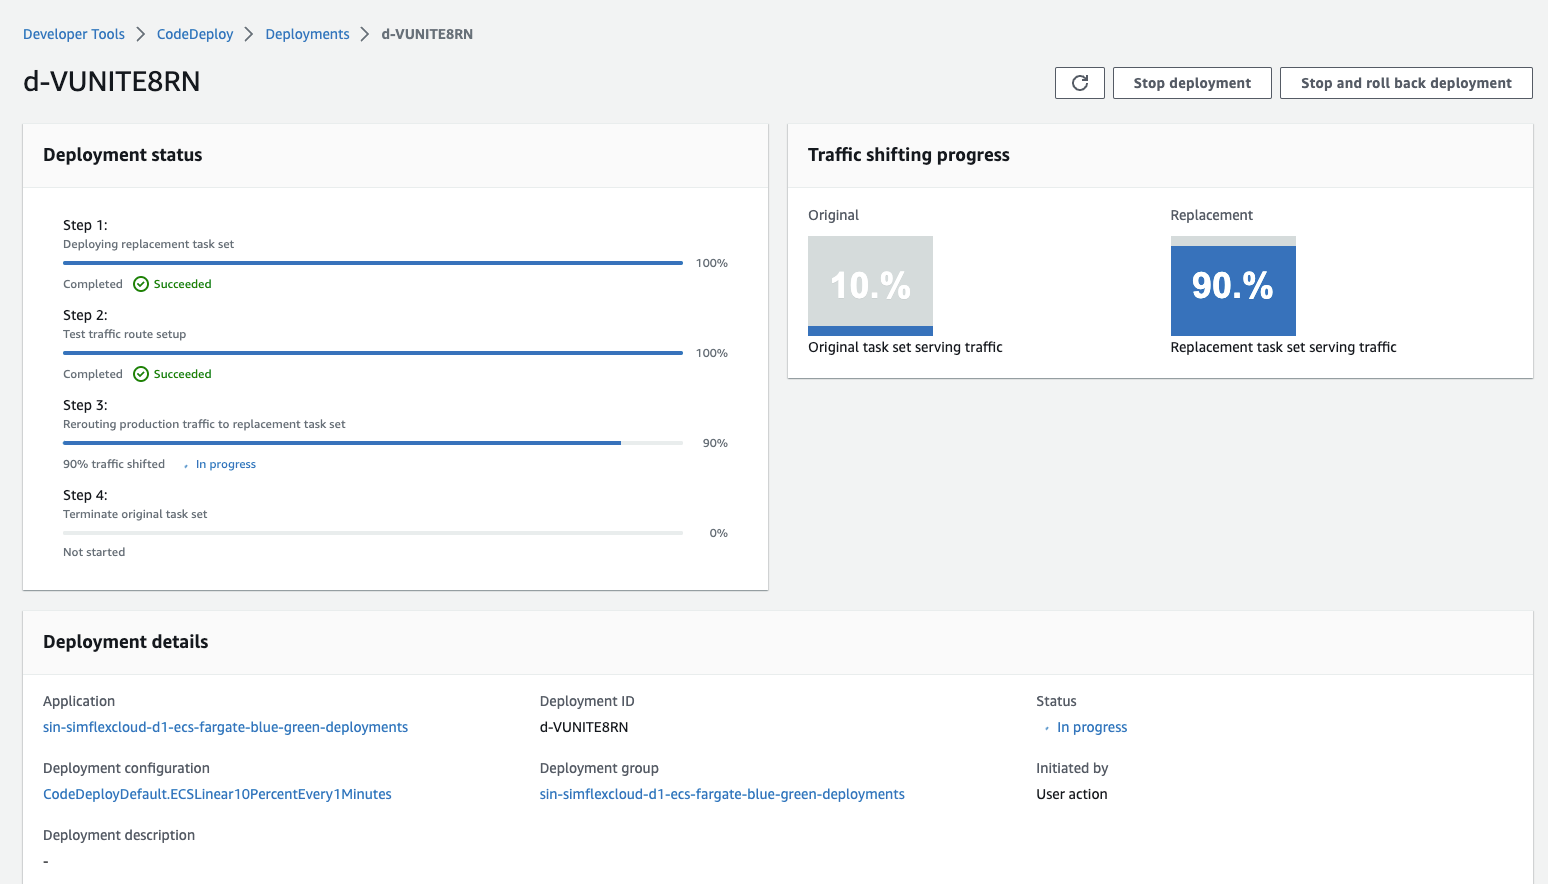 Developer Tools > CodeDeploy > Deployments > d-VUNITE8RN
d-VUNITE8RN
Stop deployment
Stop and roll back deployment
Deployment status
Step 1:
Deploying replacement task set
100%
Completed Succeeded
Step 2:
Test traffic route setup
100%
Completed Succeeded
Step 3:
Rerouting production traffic to replacement task set
90%
90% traffic shifted In progress
Step 4:
Terminate original task set
0%
Not started
Traffic shifting progress
Original
10.%
Original task set serving traffic
Replacement
90.%
Replacement task set serving traffic
Deployment details
Application
sin-simflexcloud-d1-ecs-fargate-blue-green-deployments
Deployment ID
d-VUNITE8RN
Status
In progress
Deployment configuration
CodeDeployDefault.ECSLinear10PercentEvery1Minutes
Deployment group
sin-simflexcloud-d1-ecs-fargate-blue-green-deployments
Initiated by
User action
Deployment description
-